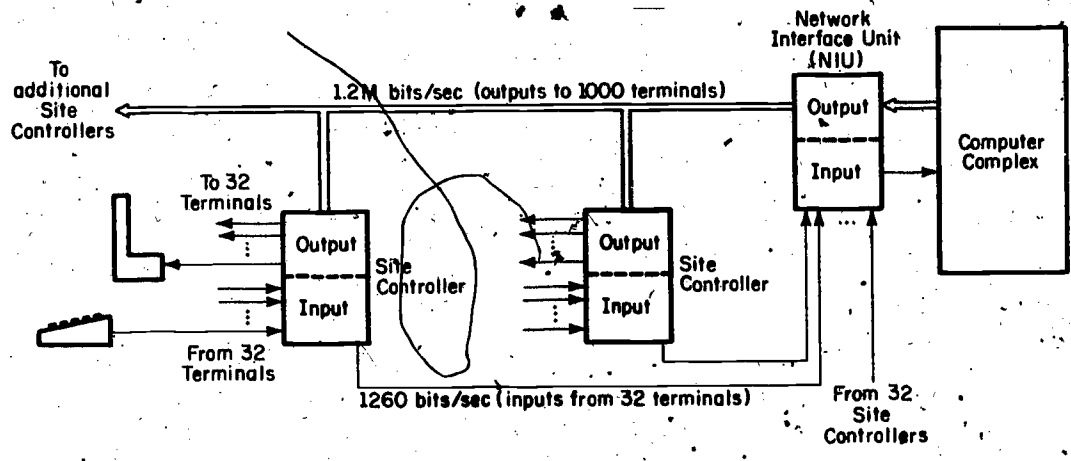 Network
Interface Unit
(NIU)
To
additional
Site
Controllers
1.2M bits/sec (outputs to 1000 terminals)
Output
Input
Computer
Complex
To 32
Terminals
Output
Input
Site
Controller
From 32
Terminals
Output
Input
Site
Controller
1260 bits/sec (inputs from 32 terminals)
From 32
Site
Controllers